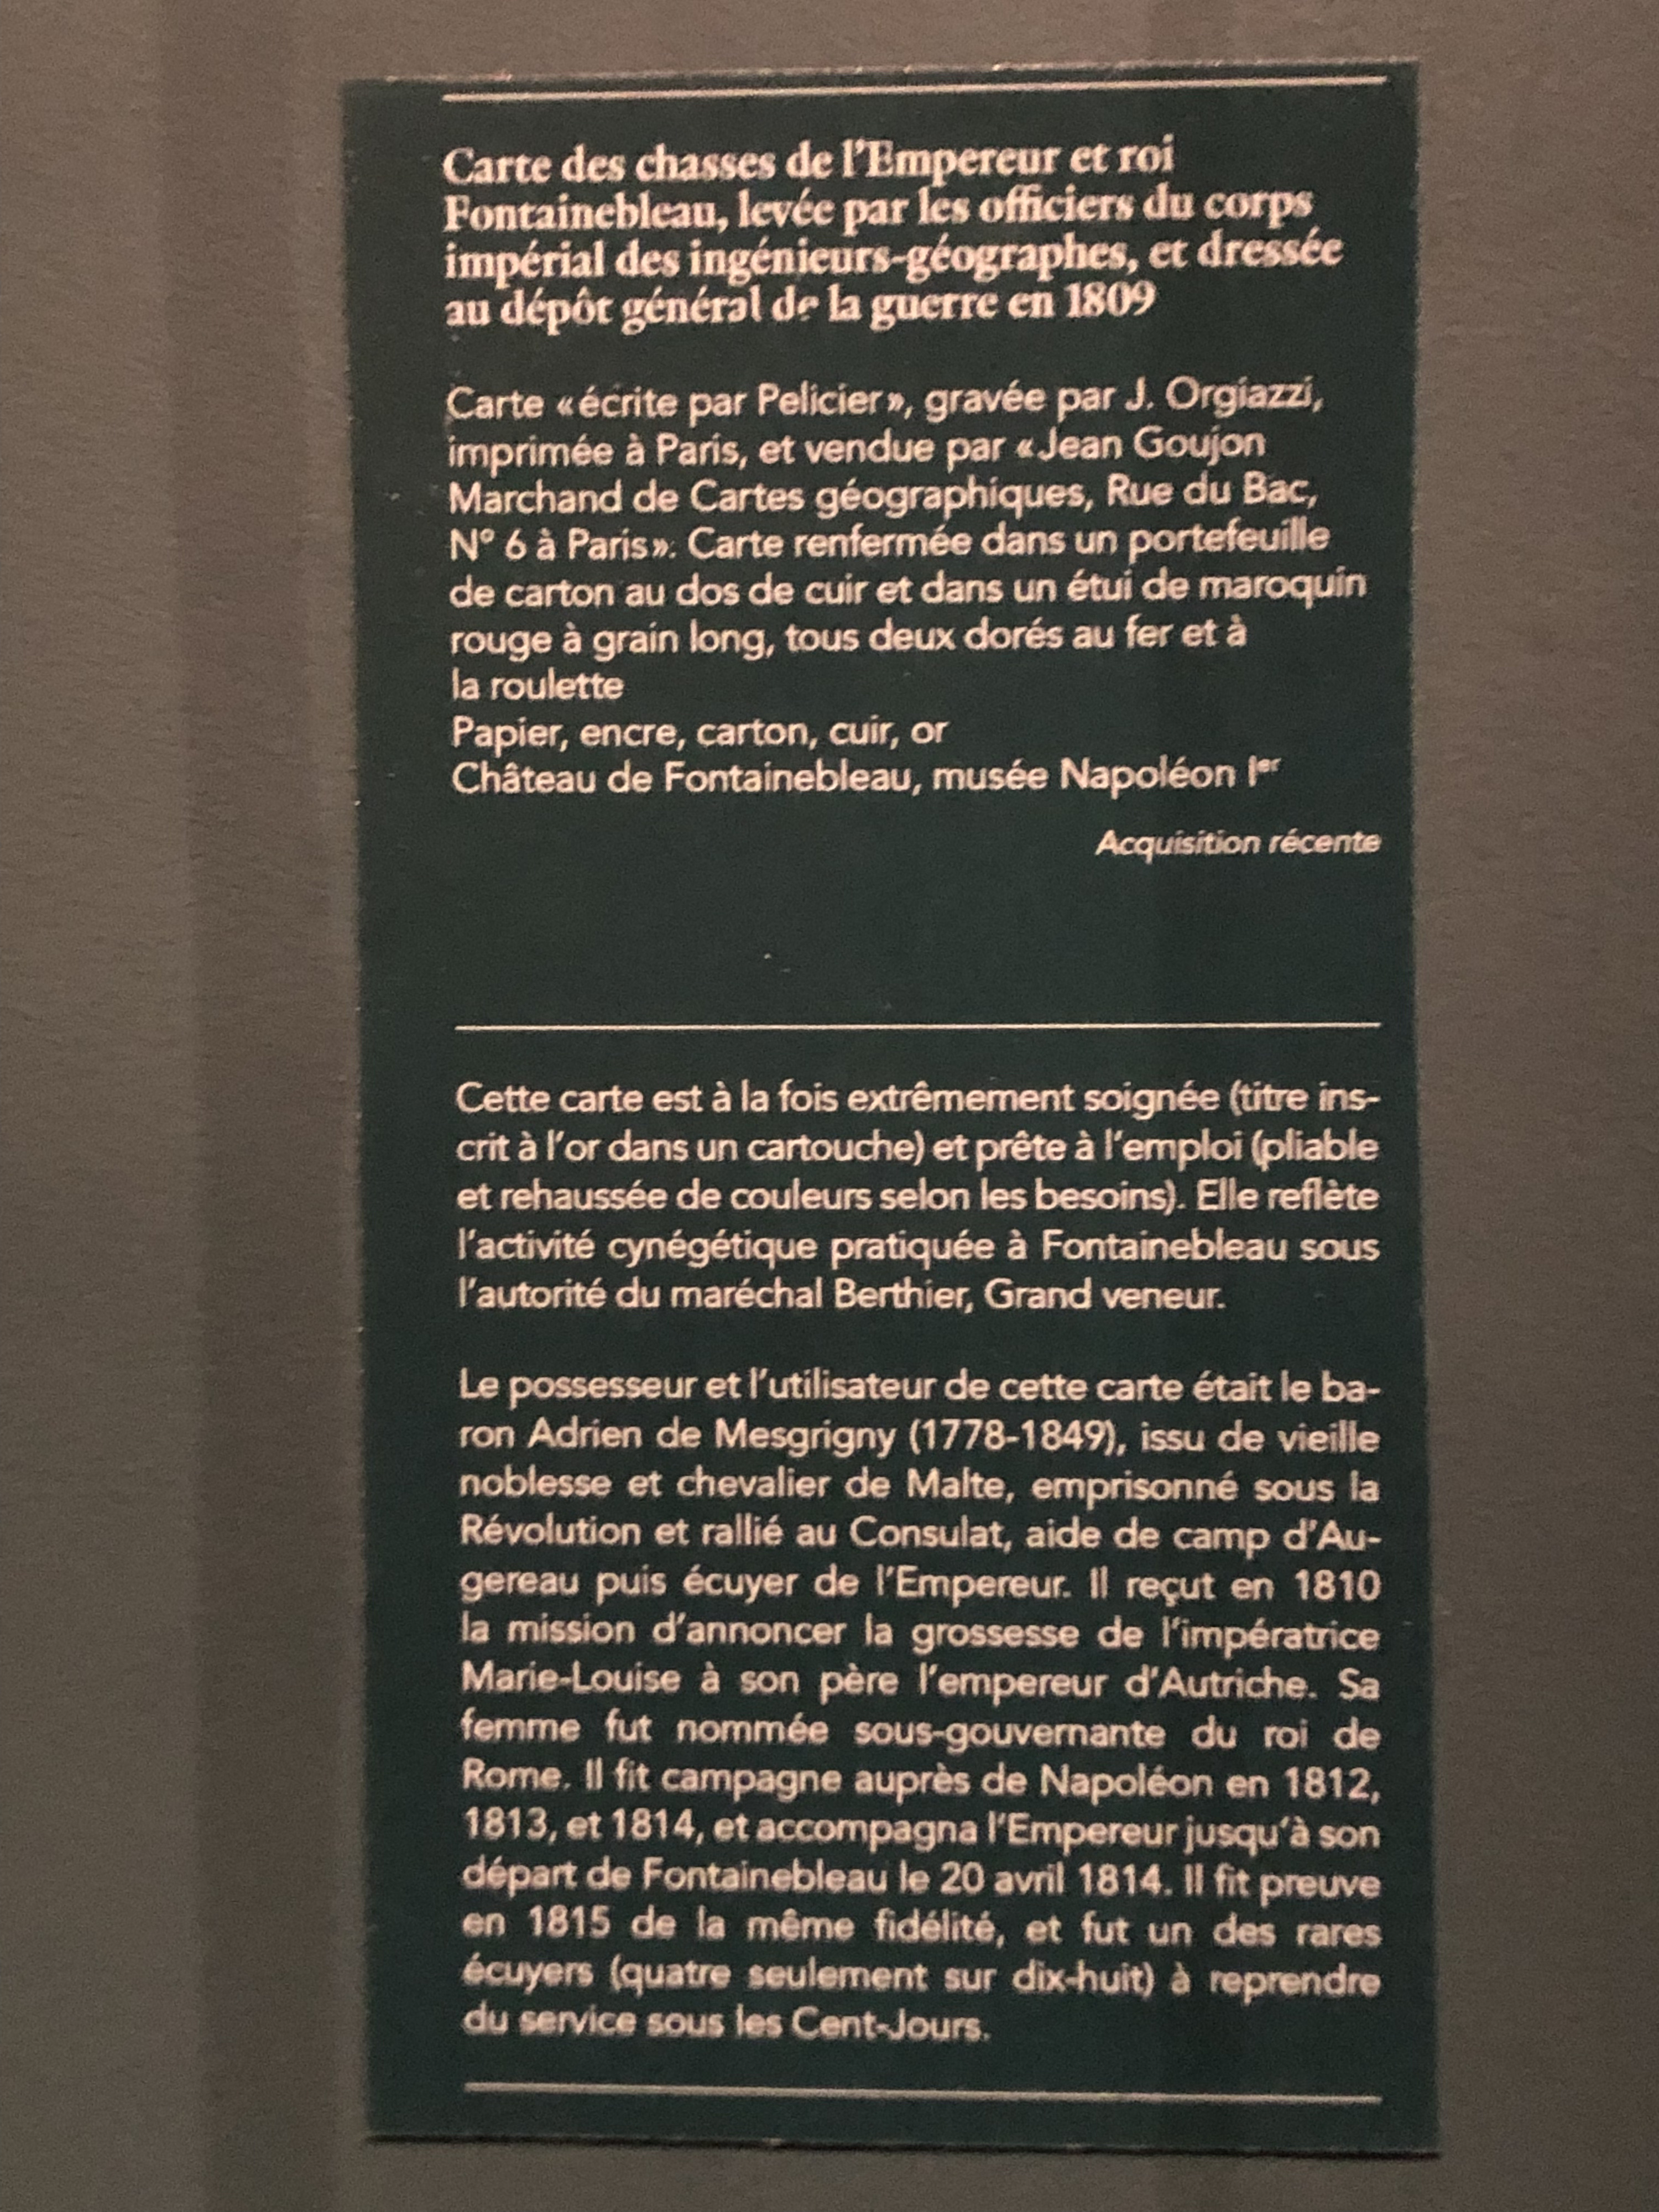 Carte des chasses de l'Empereur et roi
Fontainebleau, levée par les officiers du corps
impérial des ingénieurs-géographes, et dressée
au dépôt général de la guerre en 1809
Carte « écrite par Pelicier », gravée par J. Orgiazzi,
imprimée à Paris, et vendue par « Jean Goujon
Marchand de Cartes géographiques, Rue du Bac,
N° 6 à Paris ». Carte renfermée dans un portefeuille
de carton au dos de cuir et dans un étui de maroquin
rouge à grain long, tous deux dorés au fer et à
la roulette
Papier, encre, carton, cuir, or
Château de Fontainebleau, musée Napoléon Ier
Acquisition récente
Cette carte est à la fois extrêmement soignée (titre ins-
crit à l'or dans un cartouche) et prête à l'emploi (pliable
et rehaussée de couleurs selon les besoins). Elle reflète
l'activité cynégétique pratiquée à Fontainebleau sous
l'autorité du maréchal Berthier, Grand veneur.
Le possesseur et l'utilisateur de cette carte était le ba-
ron Adrien de Mesgrigny (1778-1849), issu de vieille
noblesse et chevalier de Malte, emprisonné sous la
Révolution et rallié au Consulat, aide de camp d'Au-
gereau puis écuyer de l'Empereur. Il reçut en 1810
la mission d'annoncer la grossesse de l'impératrice
Marie-Louise à son père l'empereur d'Autriche. Sa
femme fut nommée sous-gouvernante du roi de
Rome. Il fit campagne auprès de Napoléon en 1812,
1813, et 1814, et accompagna l'Empereur jusqu'à son
départ de Fontainebleau le 20 avril 1814. Il fit preuve
en 1815 de la même fidélité, et fut un des rares
écuyers (quatre seulement sur dix-huit) à reprendre
du service sous les Cent-Jours.